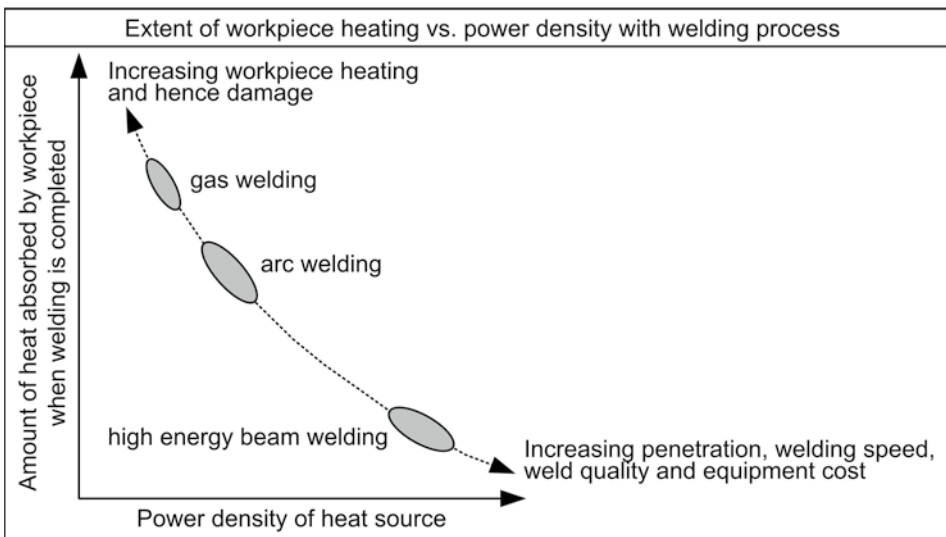 Extent of workpiece heating vs. power density with welding process
Increasing workpiece heating
and hence damage
Amount of heat absorbed by workpiece
when welding is completed
gas welding
arc welding
high energy beam welding
Increasing penetration, welding speed,
weld quality and equipment cost
Power density of heat source